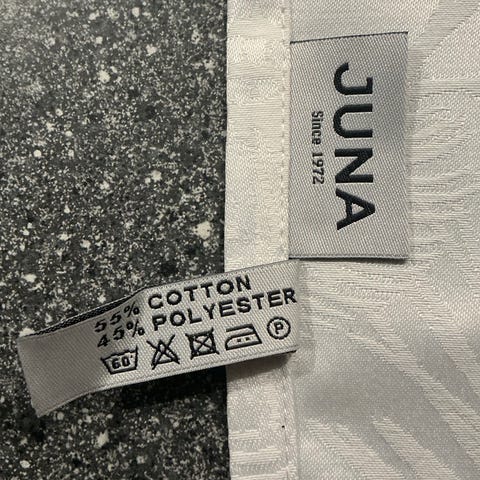 JUNA
Since 1972
55% COTTON
45% POLYESTER
60 P